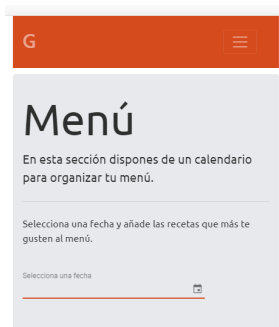 G
Menú
En esta sección dispones de un calendario
para organizar tu menú.
Selecciona una fecha y añade las recetas que más te
gusten al menú.
Selecciona una fecha